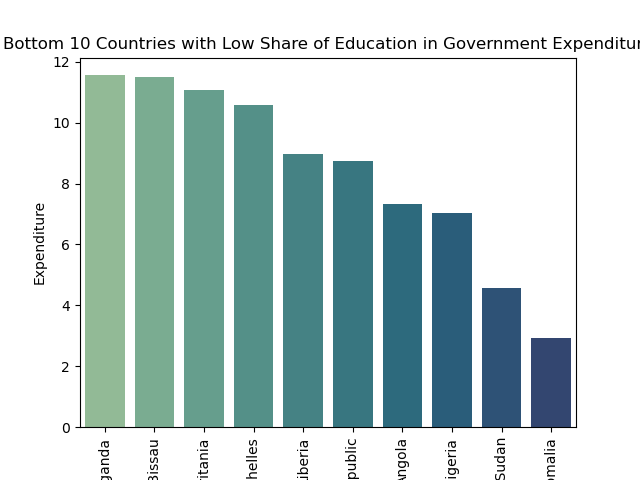 Bottom 10 Countries with Low Share of Education in Government Expenditur
Expenditure
12
10
8
6
4
2
0
ganda
Bissau
itania
helles
iberia
public
Angola
igeria
Sudan
omalia